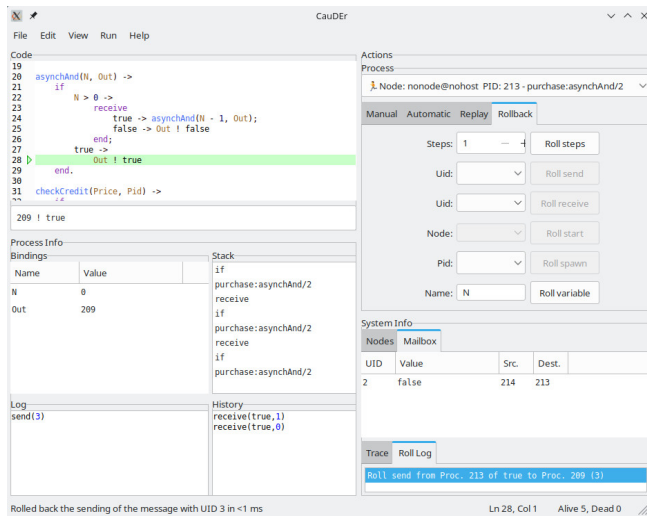 CauDEr
File Edit View Run Help
Code
19
20 asynchAnd(N, Out) ->
21 if
22 N > 0 ->
23 receive
24 true -> asynchAnd(N - 1, Out);
25 false -> Out ! false
26 end;
27 true ->
28 Out ! true
29 end.
30
31 checkCredit(Price, Pid) ->
209 ! true
Process Info
Bindings
Name Value
N 0
Out 209
Stack
if
purchase:asynchAnd/2
receive
if
purchase:asynchAnd/2
receive
if
purchase:asynchAnd/2
Log
send(3)
History
receive(true,1)
receive(true,0)
Actions
Process
Node: nonode@nohost PID: 213 - purchase:asynchAnd/2
Manual Automatic Replay Rollback
Steps: 1 Roll steps
Uid: Roll send
Uid: Roll receive
Node: Roll start
Pid: Roll spawn
Name: N Roll variable
System Info
Nodes Mailbox
UID Value Src. Dest.
2 false 214 213
Trace Roll Log
Roll send from Proc. 213 of true to Proc. 209 (3)
Rolled back the sending of the message with UID 3 in <1 ms
Ln 28, Col 1 Alive 5, Dead 0